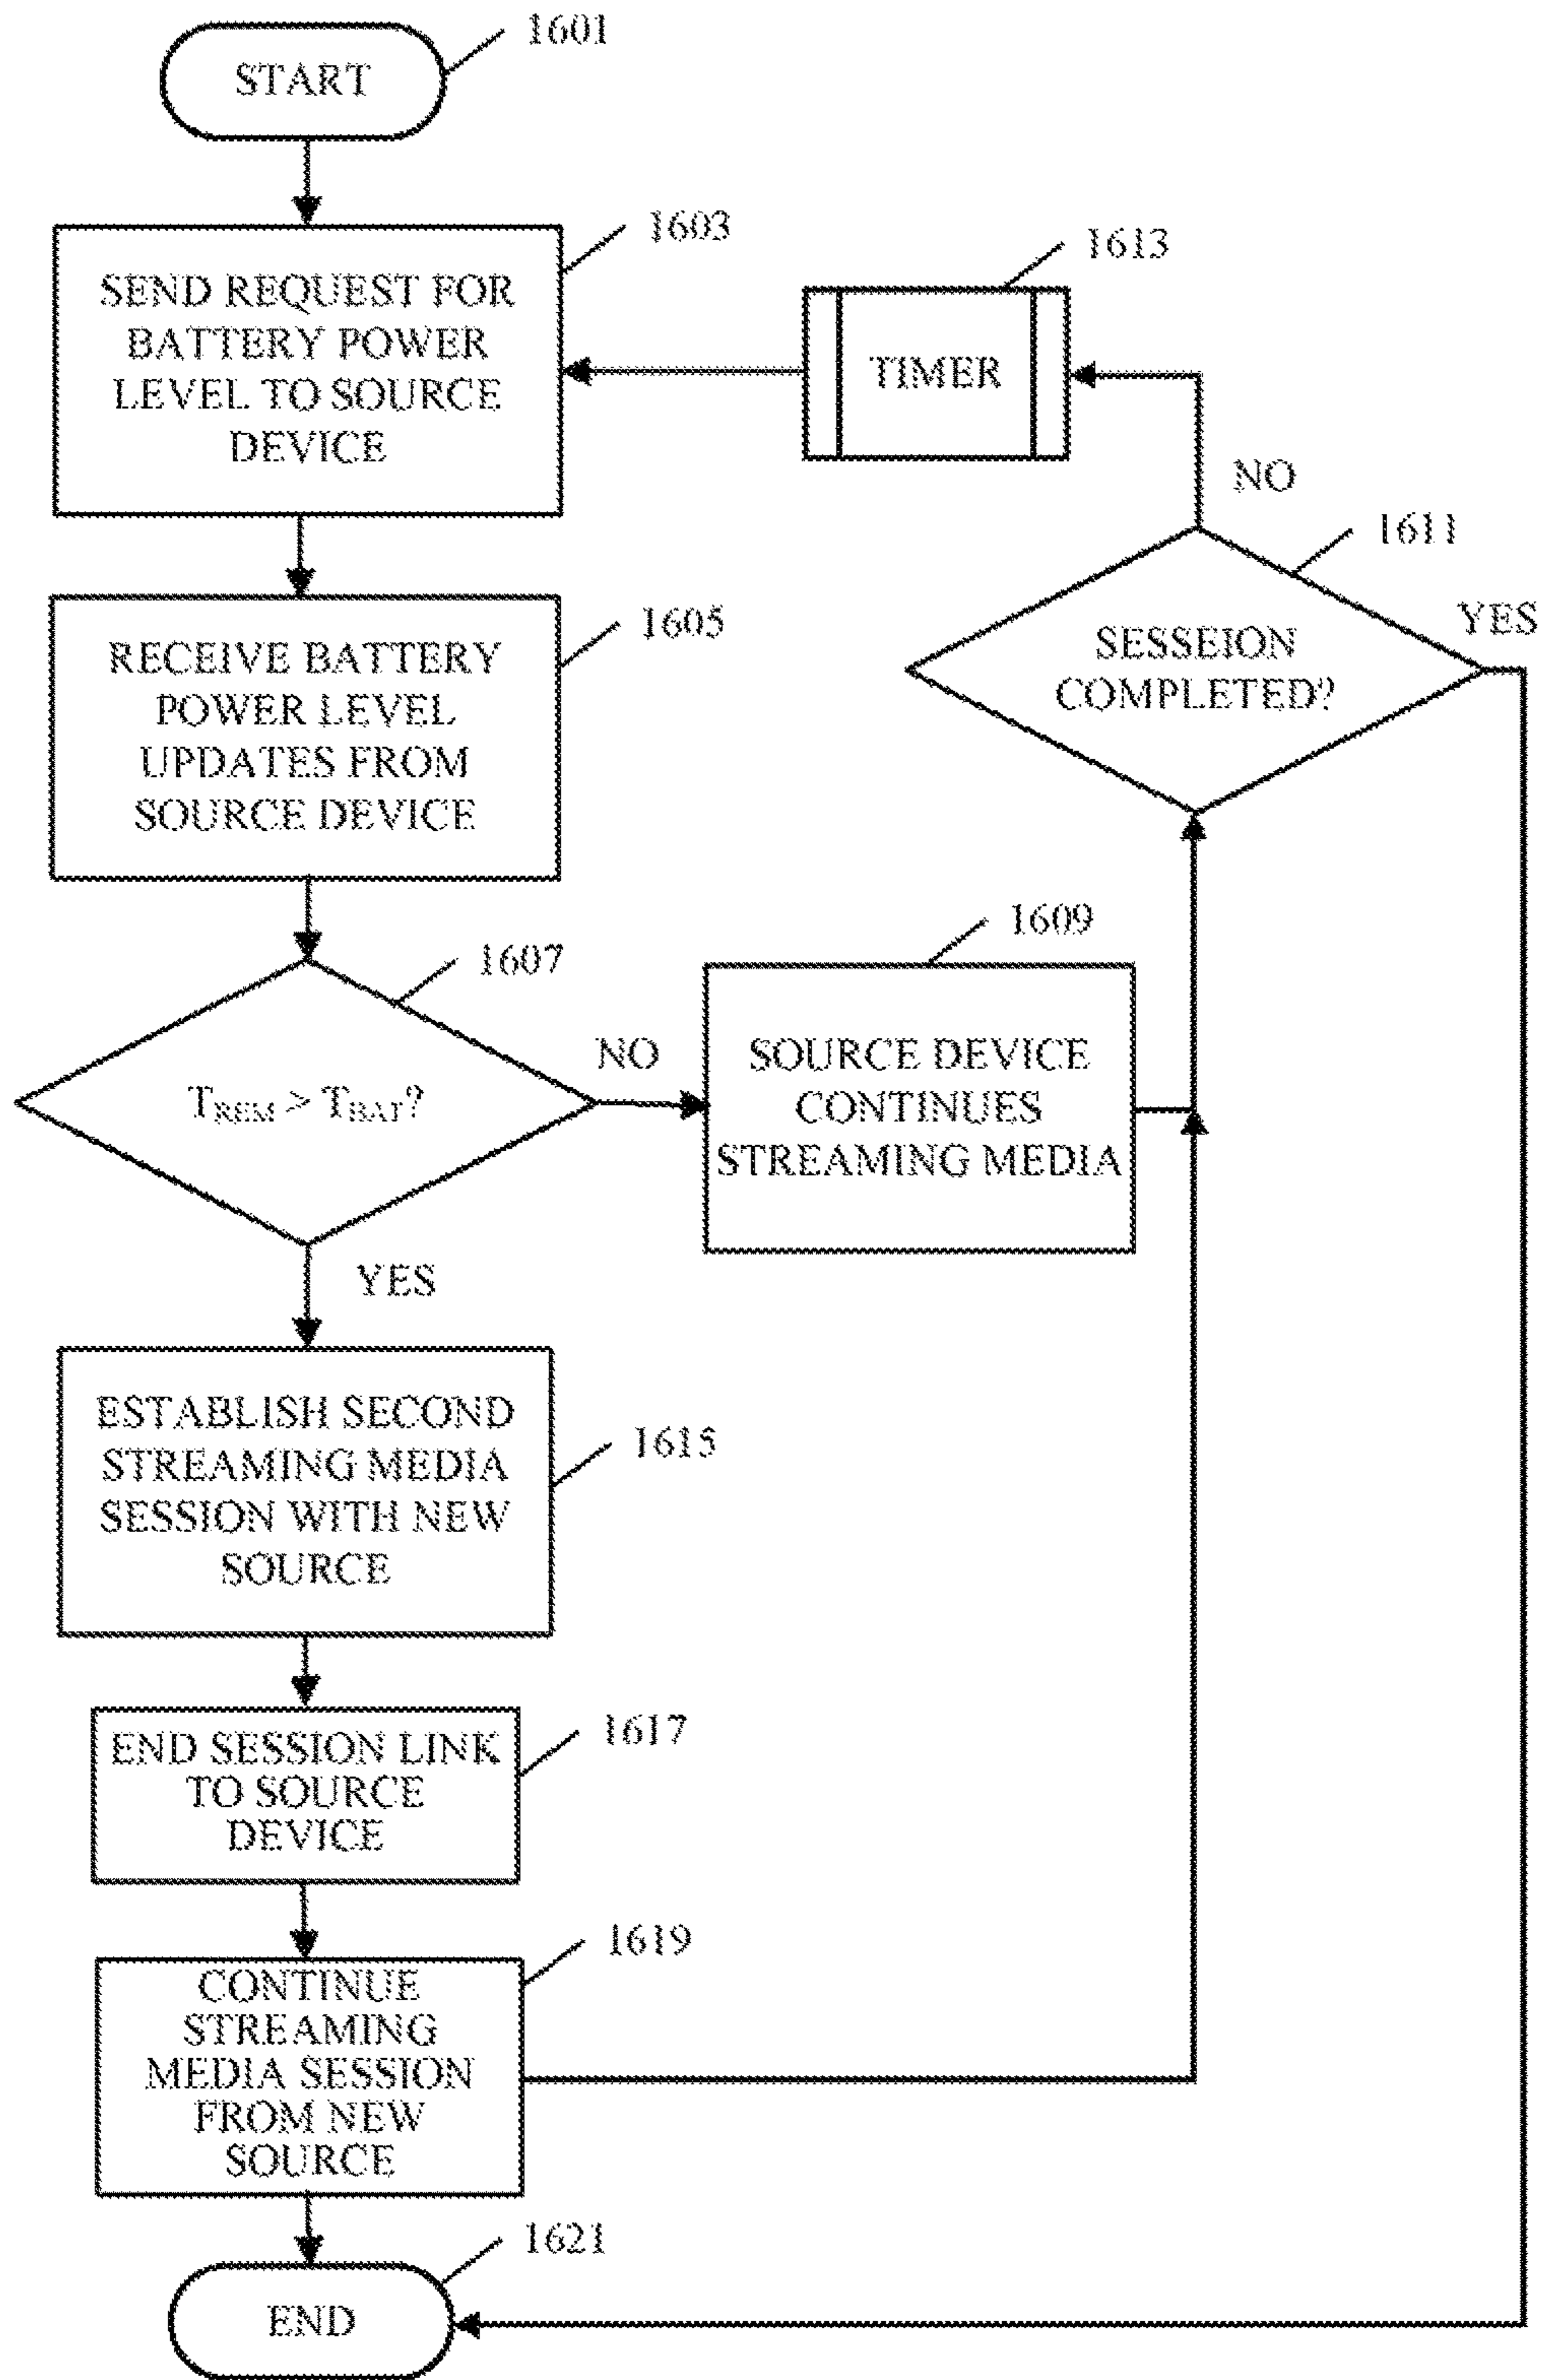 1601
START
1603
SEND REQUEST FOR
BATTERY POWER
LEVEL TO SOURCE
DEVICE
1613
TIMER
NO
1611
YES
SESSEION
COMPLETED?
1605
RECEIVE BATTERY
POWER LEVEL
UPDATES FROM
SOURCE DEVICE
1607
T_REM > T_BAT?
NO
1609
SOURCE DEVICE
CONTINUES
STREAMING MEDIA
YES
1615
ESTABLISH SECOND
STREAMING MEDIA
SESSION WITH NEW
SOURCE
1617
END SESSION LINK
TO SOURCE
DEVICE
1619
CONTINUE
STREAMING
MEDIA SESSION
FROM NEW
SOURCE
1621
END